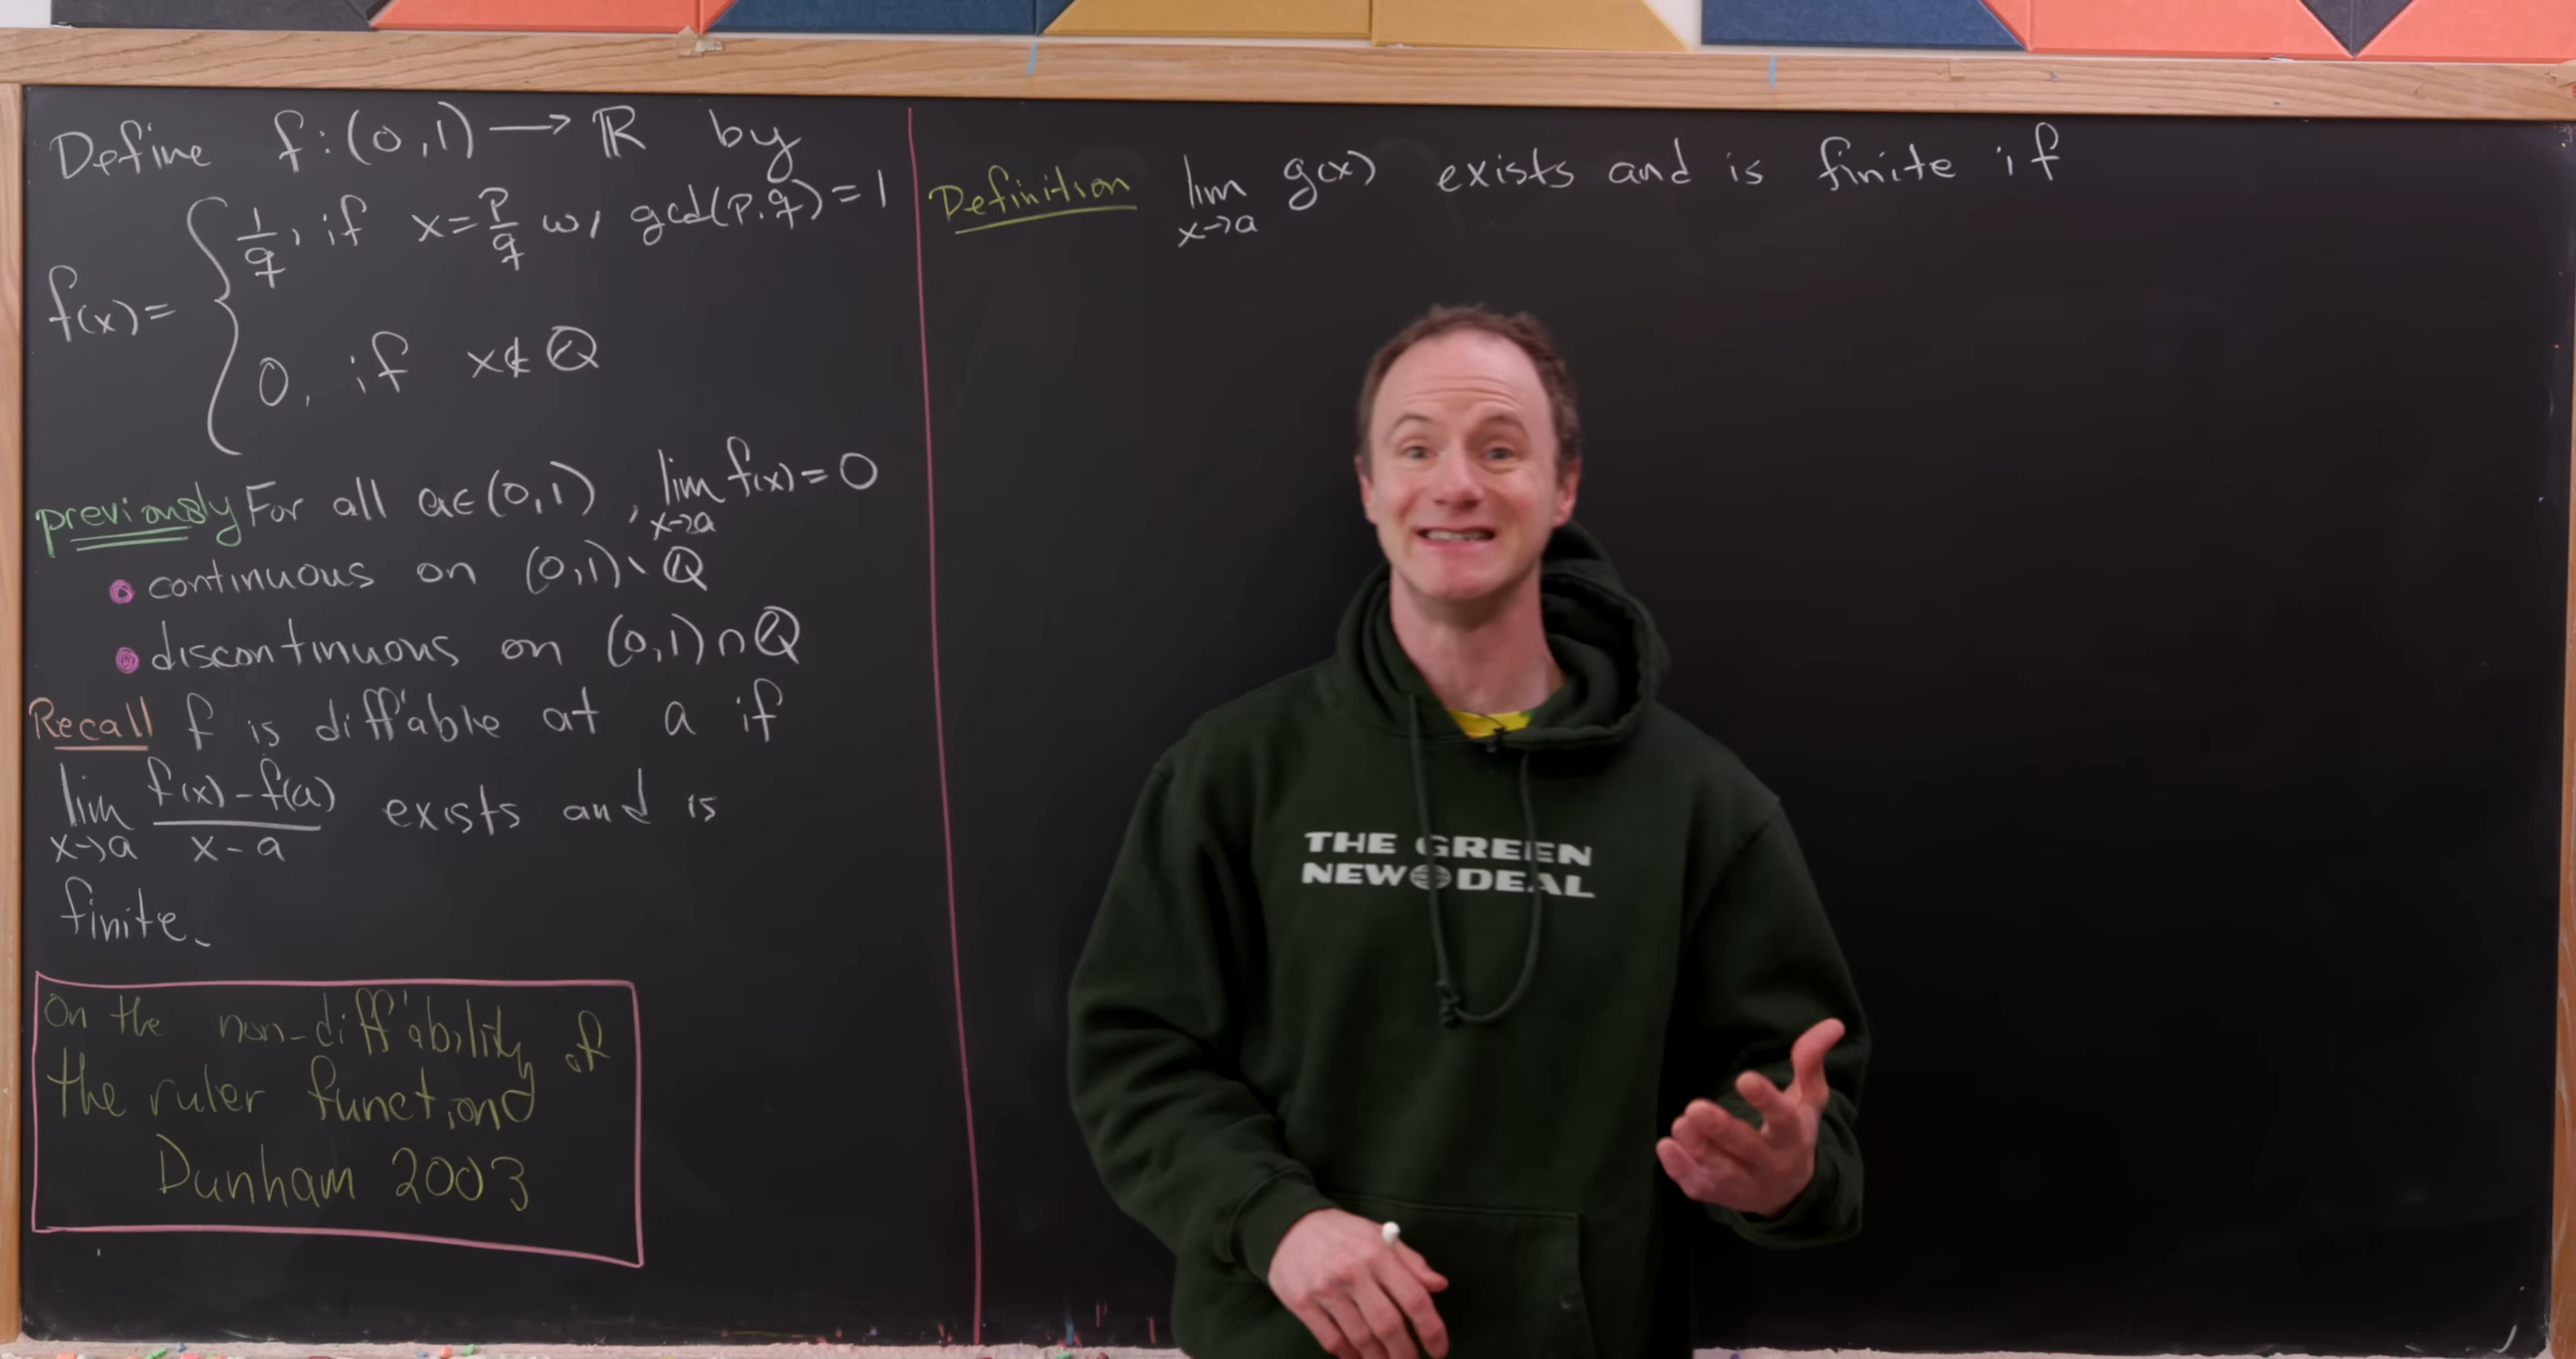 Define f:(0,1)→ℝ by
f(x)= { 1/q, if x=p/q w/ gcd(p,q)=1
0, if x∉ℚ
previously For all a∈(0,1), lim x→a f(x)=0
• continuous on (0,1)∖ℚ
• discontinuous on (0,1)∩ℚ
Recall f is diff'able at a if
lim x→a (f(x)-f(a))/(x-a) exists and is
finite.
On the non-diff'ability of
the ruler function
Dunham 2003
Definition lim x→a g(x) exists and is finite if
THE GREEN
NEW DEAL